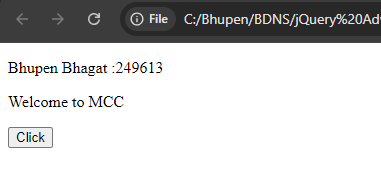 File C:/Bhupen/BDNS/jQuery%20Ad
Bhupen Bhagat :249613
Welcome to MCC
Click